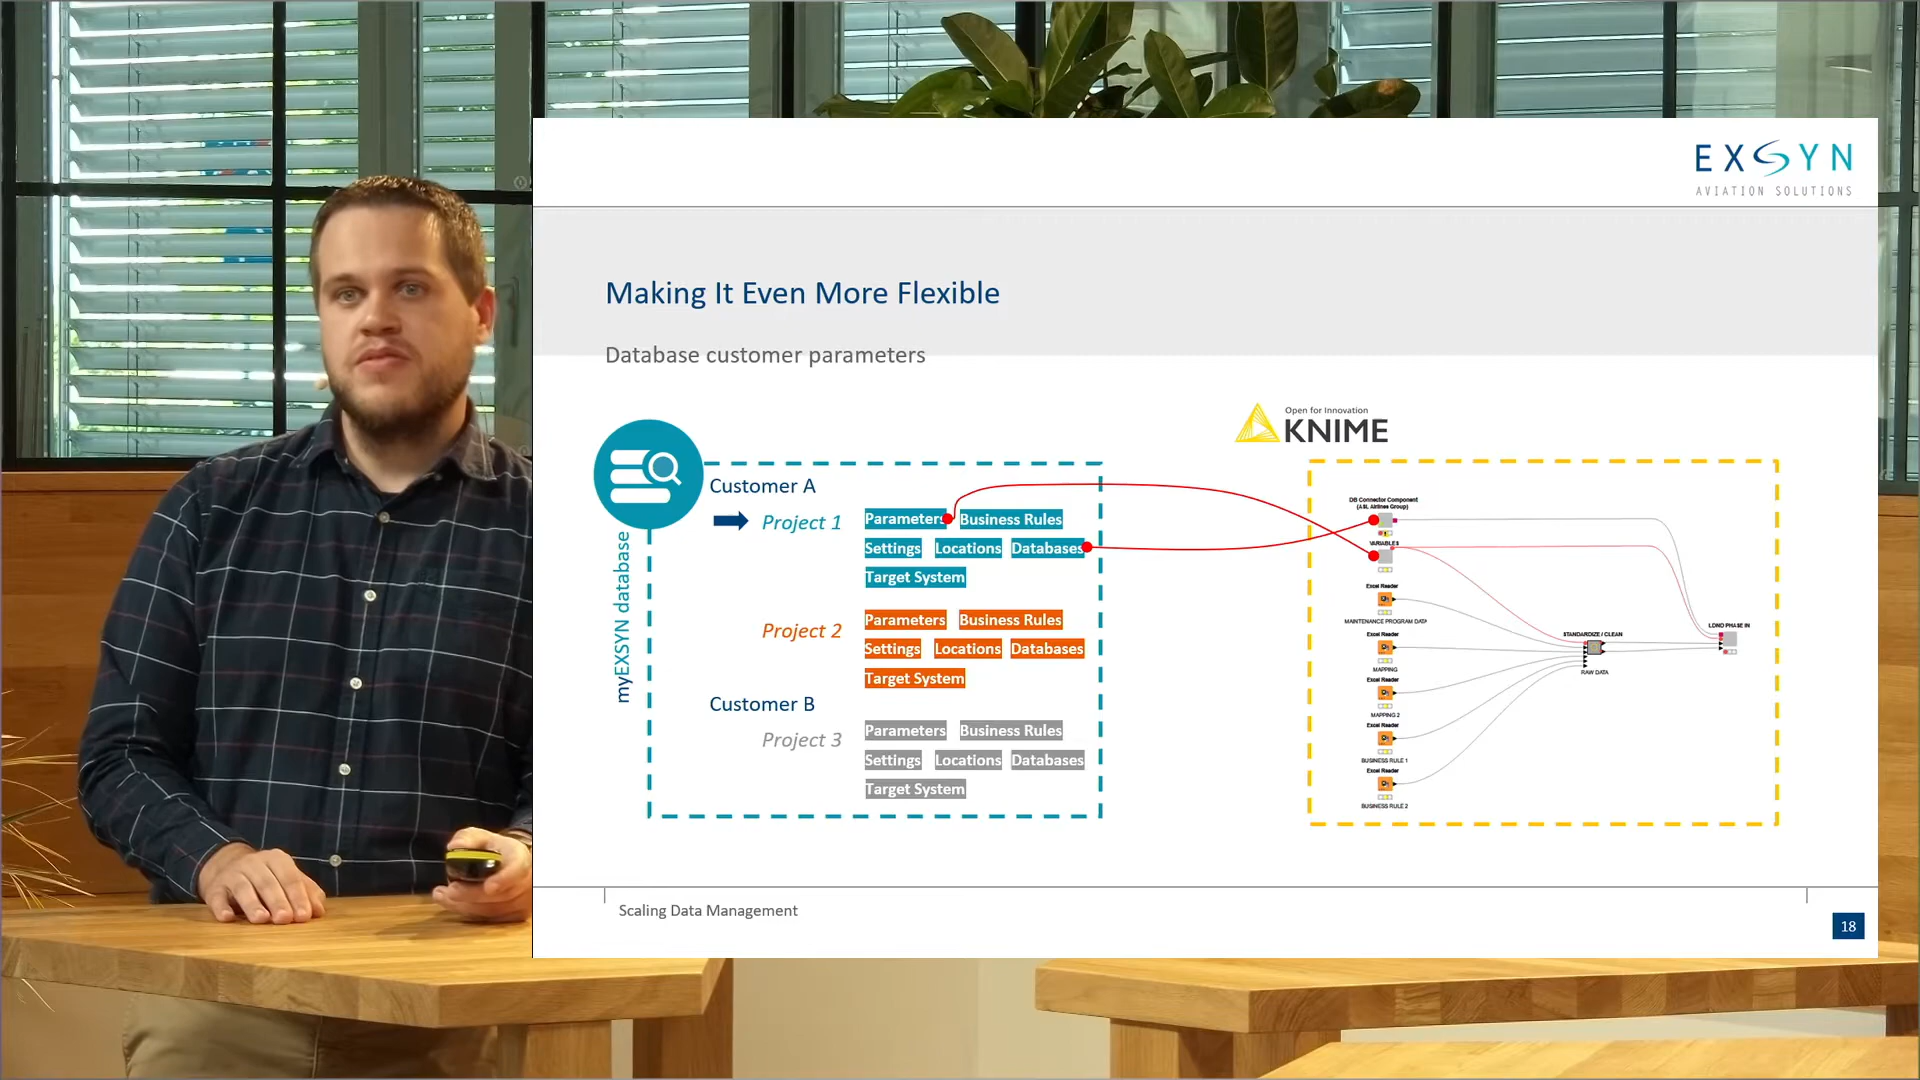 EXSYN
AVIATION SOLUTIONS
Making It Even More Flexible
Database customer parameters
Open for Innovation
KNIME
myEXSYN database
Customer A
Project 1
Parameters Business Rules
Settings Locations Databases
Target System
Project 2
Parameters Business Rules
Settings Locations Databases
Target System
Customer B
Project 3
Parameters Business Rules
Settings Locations Databases
Target System
DB Connector Component
(ASL Airlines Group)
VARIABLES
Excel Reader
MAINTENANCE PROGRAM DATA
Excel Reader
MAPPING
Excel Reader
MAPPING 2
Excel Reader
BUSINESS RULE 1
Excel Reader
BUSINESS RULE 2
STANDARDIZE / CLEAN
RAW DATA
LDND PHASE IN
Scaling Data Management
18